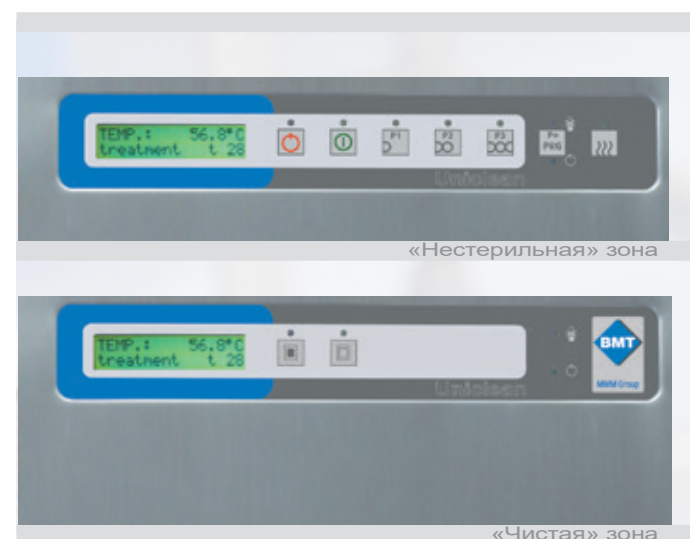 TEMP.: 56.8°C
treatment t 28
P1 P2 P3 P+
PRG
Uniclean
«Нестерильная» зона
TEMP.: 56.8°C
treatment t 28
BMT
MMM Group
Uniclean
«Чистая» зона